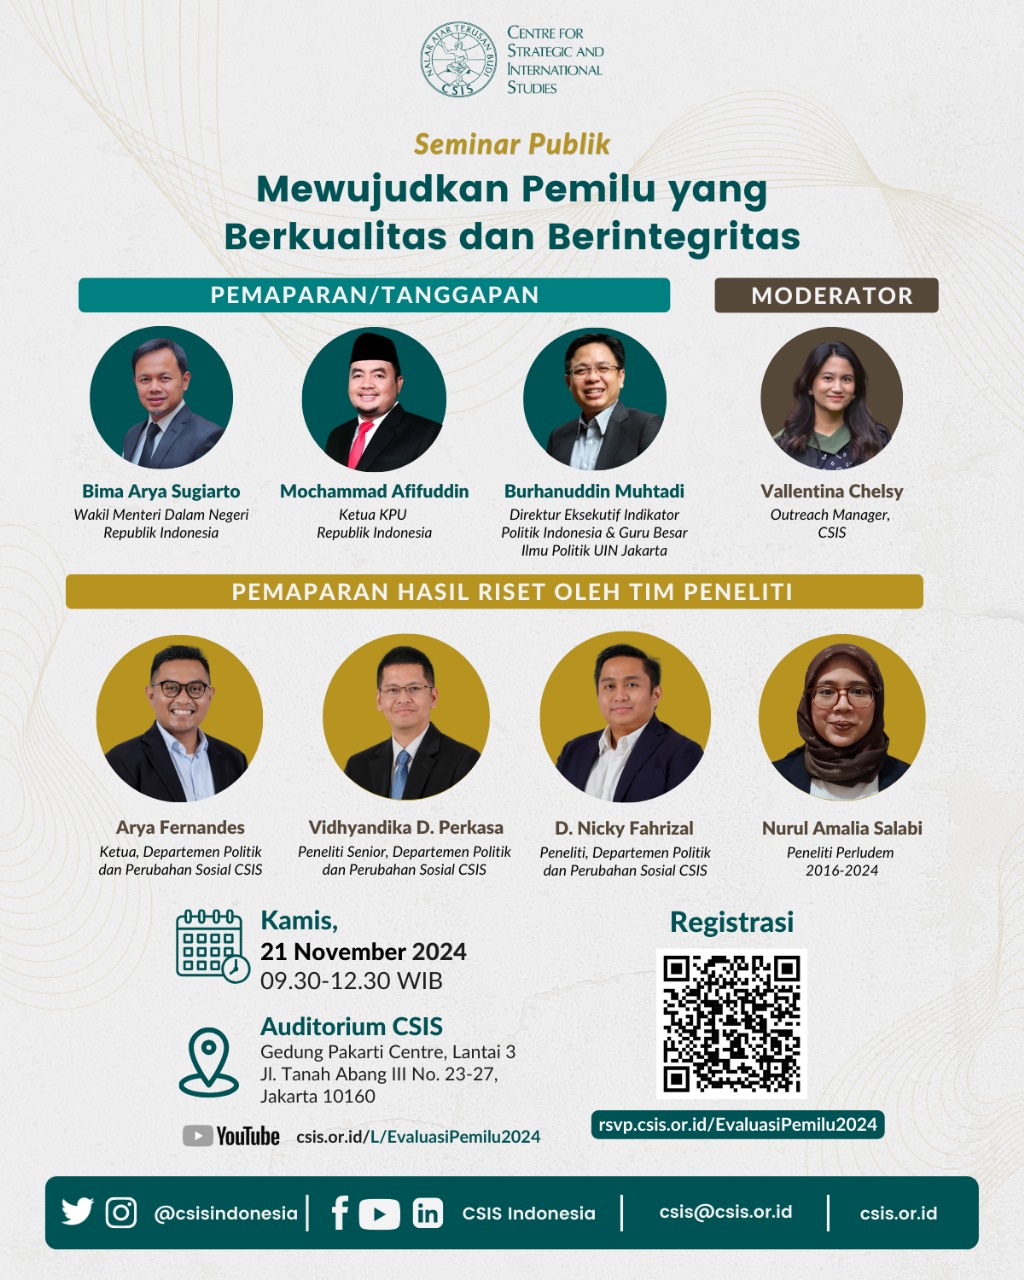 NALAR AJAR TERUSAN BUDI
CSIS
CENTRE FOR
STRATEGIC AND
INTERNATIONAL
STUDIES
Seminar Publik
Mewujudkan Pemilu yang
Berkualitas dan Berintegritas
PEMAPARAN/TANGGAPAN
MODERATOR
Bima Arya Sugiarto
Wakil Menteri Dalam Negeri
Republik Indonesia
Mochammad Afifuddin
Ketua KPU
Republik Indonesia
Burhanuddin Muhtadi
Direktur Eksekutif Indikator
Politik Indonesia & Guru Besar
Ilmu Politik UIN Jakarta
Vallentina Chelsy
Outreach Manager,
CSIS
PEMAPARAN HASIL RISET OLEH TIM PENELITI
Arya Fernandes
Ketua, Departemen Politik
dan Perubahan Sosial CSIS
Vidhyandika D. Perkasa
Peneliti Senior, Departemen Politik
dan Perubahan Sosial CSIS
D. Nicky Fahrizal
Peneliti, Departemen Politik
dan Perubahan Sosial CSIS
Nurul Amalia Salabi
Peneliti Perludem
2016-2024
Kamis,
21 November 2024
09.30-12.30 WIB
Auditorium CSIS
Gedung Pakarti Centre, Lantai 3
Jl. Tanah Abang III No. 23-27,
Jakarta 10160
YouTube csis.or.id/L/EvaluasiPemilu2024
Registrasi
rsvp.csis.or.id/EvaluasiPemilu2024
@csisindonesia
CSIS Indonesia
csis@csis.or.id
csis.or.id